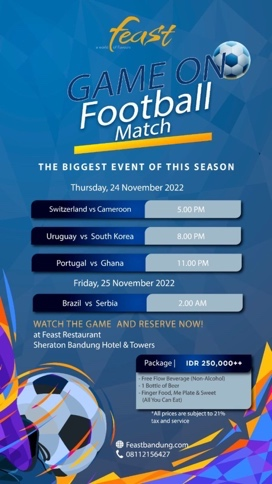 feast
GAME ON
Football
Match
THE BIGGEST EVENT OF THIS SEASON
Thursday, 24 November 2022
Switzerland vs Cameroon 5.00 PM
Uruguay vs South Korea 8.00 PM
Portugal vs Ghana 11.00 PM
Friday, 25 November 2022
Brazil vs Serbia 2.00 AM
WATCH THE GAME AND RESERVE NOW!
at Feast Restaurant
Sheraton Bandung Hotel & Towers
Package | IDR 250,000++
- Free Flow Beverage (Non-Alcohol)
- 1 Bottle of Beer
- Finger Food, Me Plate & Sweet
(All You Can Eat)
*All prices are subject to 21%
tax and service
Feastbandung.com
08112156427